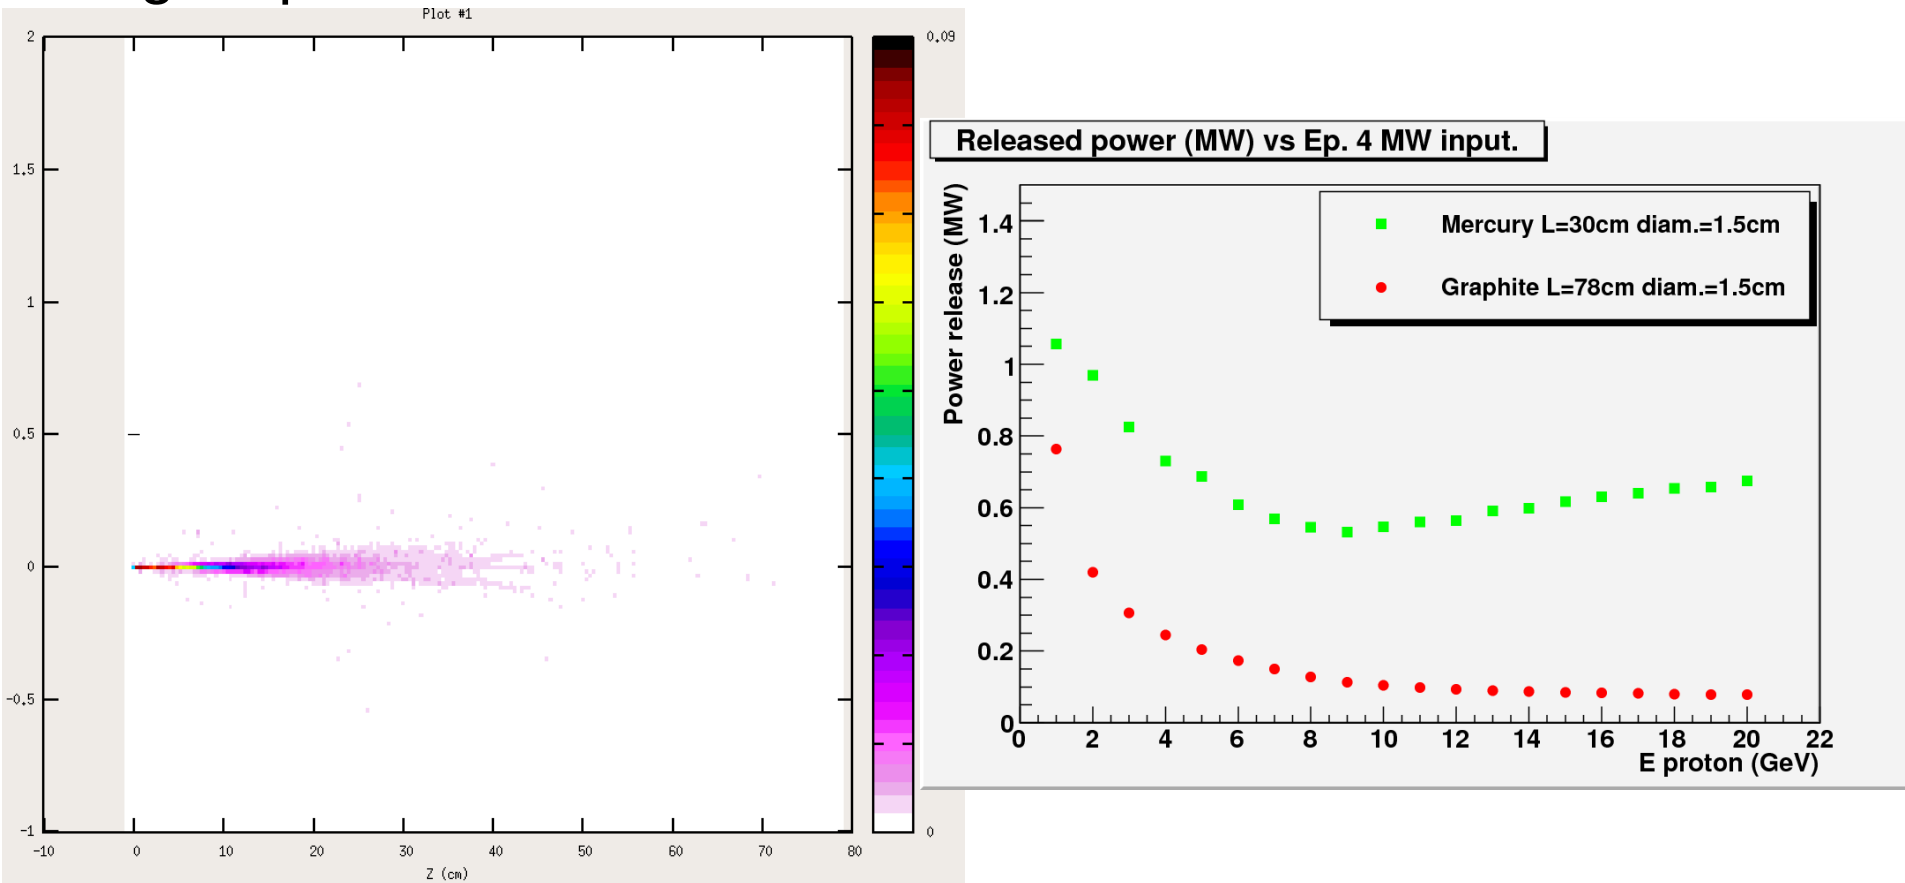 Plot #1
2
1.5
1
0.5
0
-0.5
-1
-10 0 10 20 30 40 50 60 70 80
Z (cm)
0.09
0
Released power (MW) vs Ep. 4 MW input.
Power release (MW)
1.4
1.2
1
0.8
0.6
0.4
0.2
0
Mercury L=30cm diam.=1.5cm
Graphite L=78cm diam.=1.5cm
0 2 4 6 8 10 12 14 16 18 20 22
E proton (GeV)